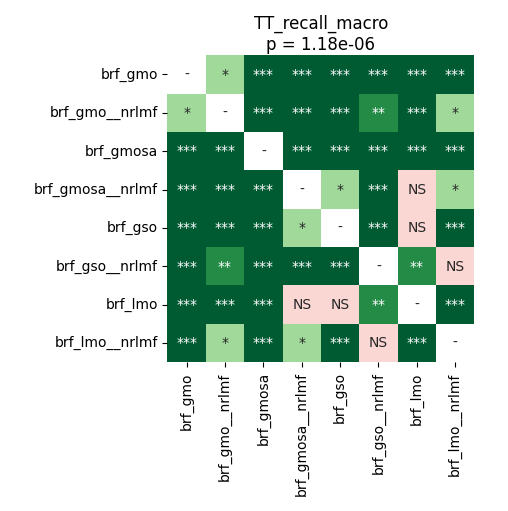 TT_recall_macro
p = 1.18e-06
brf_gmo - * *** *** *** *** *** ***
brf_gmo__nrlmf * - *** *** *** ** *** *
brf_gmosa *** *** - *** *** *** *** ***
brf_gmosa__nrlmf *** *** *** - * *** NS *
brf_gso *** *** *** * - *** NS ***
brf_gso__nrlmf *** ** *** *** *** - ** NS
brf_lmo *** *** *** NS NS ** - ***
brf_lmo__nrlmf *** * *** * *** NS *** -
brf_gmo
brf_gmo__nrlmf
brf_gmosa
brf_gmosa__nrlmf
brf_gso
brf_gso__nrlmf
brf_lmo
brf_lmo__nrlmf